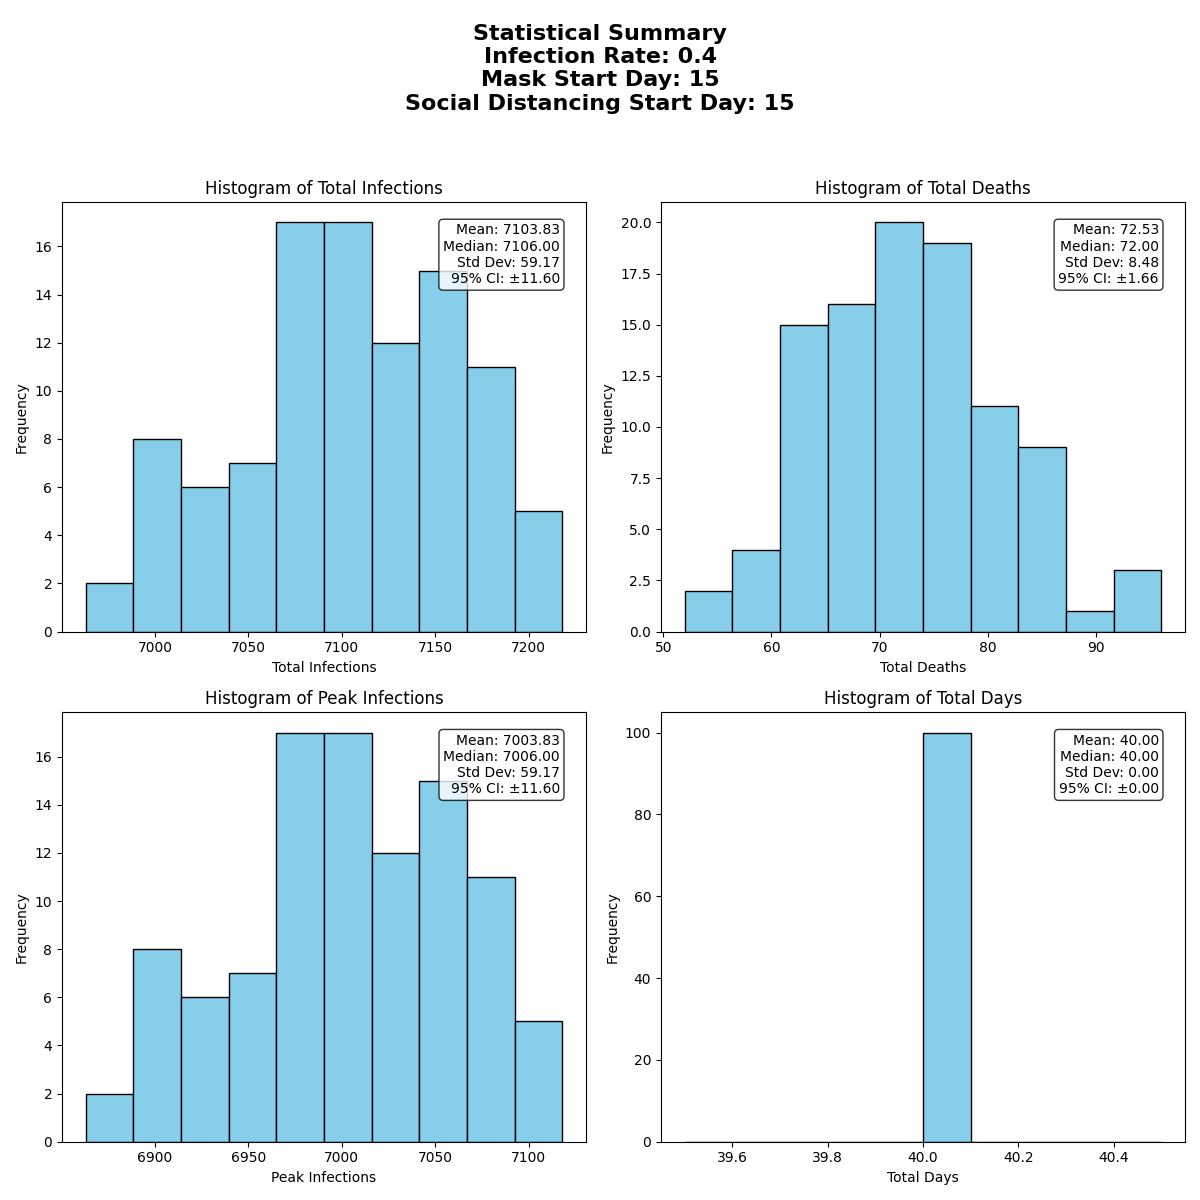 Statistical Summary
Infection Rate: 0.4
Mask Start Day: 15
Social Distancing Start Day: 15
Histogram of Total Infections
Mean: 7103.83
Median: 7106.00
Std Dev: 59.17
95% CI: ±11.60
16
14
12
10
8
6
4
2
0
Frequency
7000 7050 7100 7150 7200
Total Infections
Histogram of Total Deaths
Mean: 72.53
Median: 72.00
Std Dev: 8.48
95% CI: ±1.66
20.0
17.5
15.0
12.5
10.0
7.5
5.0
2.5
0.0
Frequency
50 60 70 80 90
Total Deaths
Histogram of Peak Infections
Mean: 7003.83
Median: 7006.00
Std Dev: 59.17
95% CI: ±11.60
16
14
12
10
8
6
4
2
0
Frequency
6900 6950 7000 7050 7100
Peak Infections
Histogram of Total Days
Mean: 40.00
Median: 40.00
Std Dev: 0.00
95% CI: ±0.00
100
80
60
40
20
0
Frequency
39.6 39.8 40.0 40.2 40.4
Total Days